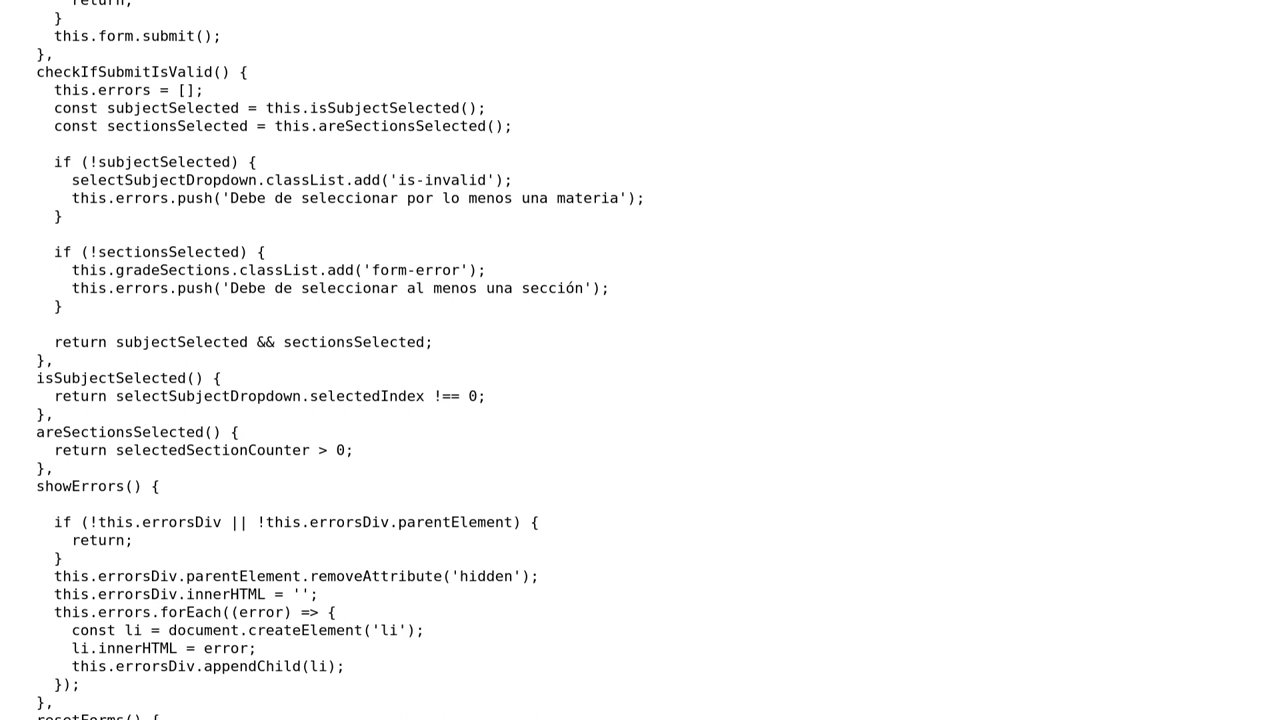 return;
}
this.form.submit();
},
checkIfSubmitIsValid() {
this.errors = [];
const subjectSelected = this.isSubjectSelected();
const sectionsSelected = this.areSectionsSelected();
if (!subjectSelected) {
selectSubjectDropdown.classList.add('is-invalid');
this.errors.push('Debe de seleccionar por lo menos una materia');
}
if (!sectionsSelected) {
this.gradeSections.classList.add('form-error');
this.errors.push('Debe de seleccionar al menos una sección');
}
return subjectSelected && sectionsSelected;
},
isSubjectSelected() {
return selectSubjectDropdown.selectedIndex !== 0;
},
areSectionsSelected() {
return selectedSectionCounter > 0;
},
showErrors() {
if (!this.errorsDiv || !this.errorsDiv.parentElement) {
return;
}
this.errorsDiv.parentElement.removeAttribute('hidden');
this.errorsDiv.innerHTML = '';
this.errors.forEach((error) => {
const li = document.createElement('li');
li.innerHTML = error;
this.errorsDiv.appendChild(li);
});
},
resetForms() {